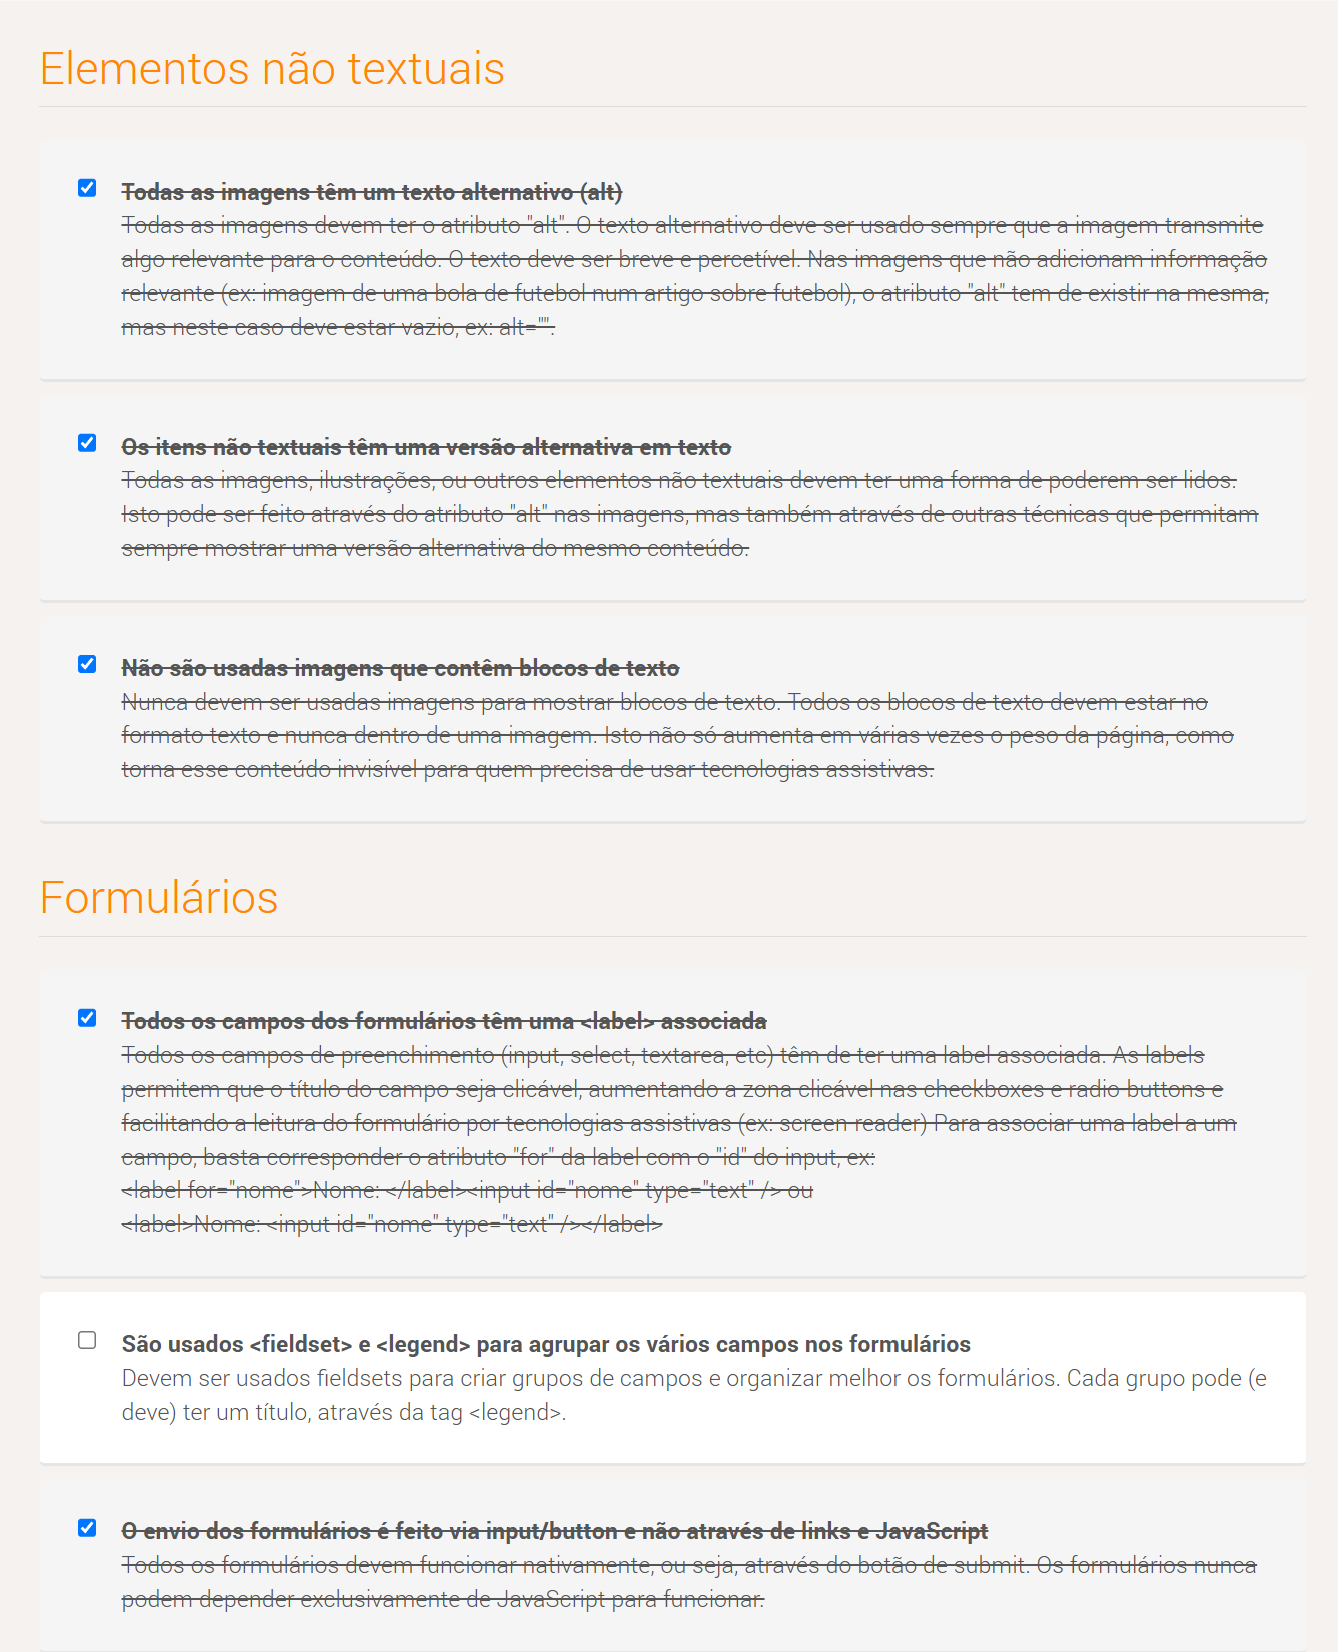 Elementos não textuais
Todas as imagens têm um texto alternativo (alt)
Todas as imagens devem ter o atributo "alt". O texto alternativo deve ser usado sempre que a imagem transmite
algo relevante para o conteúdo. O texto deve ser breve e percetível. Nas imagens que não adicionam informação
relevante (ex: imagem de uma bola de futebol num artigo sobre futebol), o atributo "alt" tem de existir na mesma,
mas neste caso deve estar vazio, ex: alt="".
Os itens não textuais têm uma versão alternativa em texto
Todas as imagens, ilustrações, ou outros elementos não textuais devem ter uma forma de poderem ser lidos.
Isto pode ser feito através do atributo "alt" nas imagens, mas também através de outras técnicas que permitam
sempre mostrar uma versão alternativa do mesmo conteúdo.
Não são usadas imagens que contêm blocos de texto
Nunca devem ser usadas imagens para mostrar blocos de texto. Todos os blocos de texto devem estar no
formato texto e nunca dentro de uma imagem. Isto não só aumenta em várias vezes o peso da página, como
torna esse conteúdo invisível para quem precisa de usar tecnologias assistivas.
Formulários
Todos os campos dos formulários têm uma <label> associada
Todos os campos de preenchimento (input, select, textarea, etc) têm de ter uma label associada. As labels
permitem que o título do campo seja clicável, aumentando a zona clicável nas checkboxes e radio buttons e
facilitando a leitura do formulário por tecnologias assistivas (ex: screen reader) Para associar uma label a um
campo, basta corresponder o atributo "for" da label com o "id" do input, ex:
<label for="nome">Nome: </label><input id="nome" type="text" /> ou
<label>Nome: <input id="nome" type="text" /></label>
São usados <fieldset> e <legend> para agrupar os vários campos nos formulários
Devem ser usados fieldsets para criar grupos de campos e organizar melhor os formulários. Cada grupo pode (e
deve) ter um título, através da tag <legend>.
O envio dos formulários é feito via input/button e não através de links e JavaScript
Todos os formulários devem funcionar nativamente, ou seja, através do botão de submit. Os formulários nunca
podem depender exclusivamente de JavaScript para funcionar.